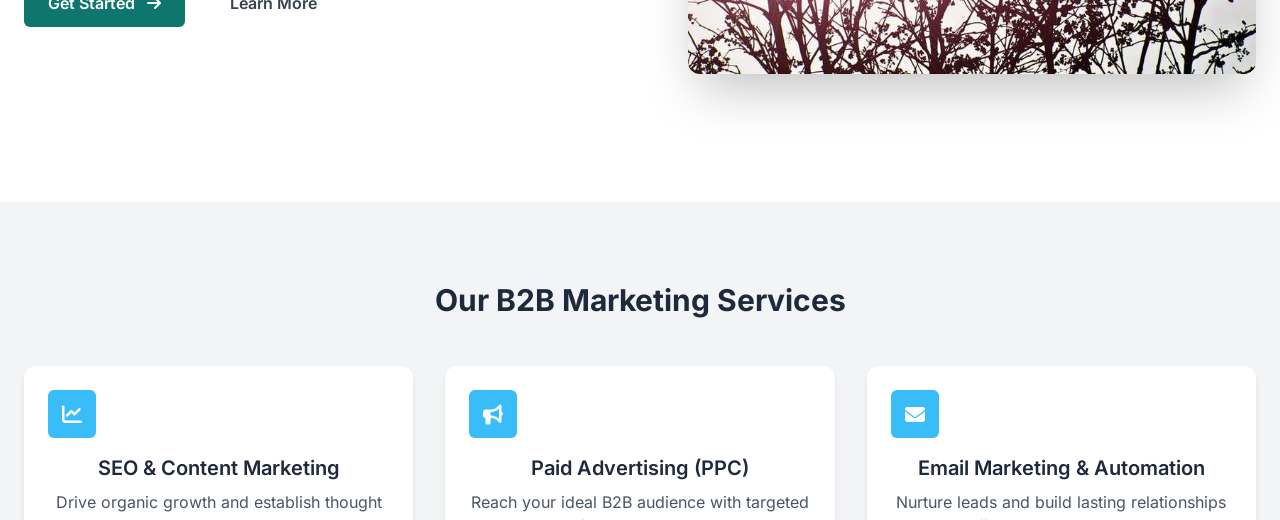 Get Started
Learn More
Our B2B Marketing Services
SEO & Content Marketing
Drive organic growth and establish thought
Paid Advertising (PPC)
Reach your ideal B2B audience with targeted
Email Marketing & Automation
Nurture leads and build lasting relationships